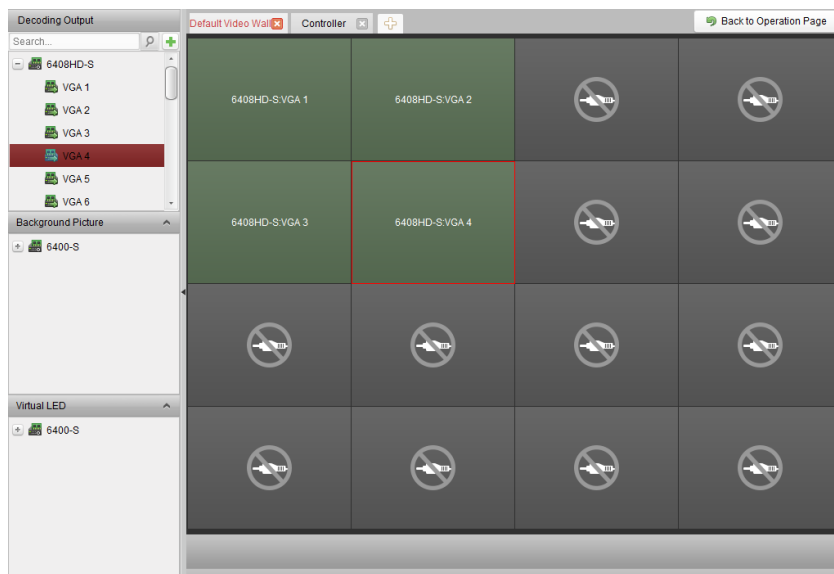 Decoding Output
Default Video Wall
Controller
Back to Operation Page
Search...
6408HD-S
VGA 1
VGA 2
VGA 3
VGA 4
VGA 5
VGA 6
Background Picture
6400-S
Virtual LED
6400-S
6408HD-S:VGA 1
6408HD-S:VGA 2
6408HD-S:VGA 3
6408HD-S:VGA 4